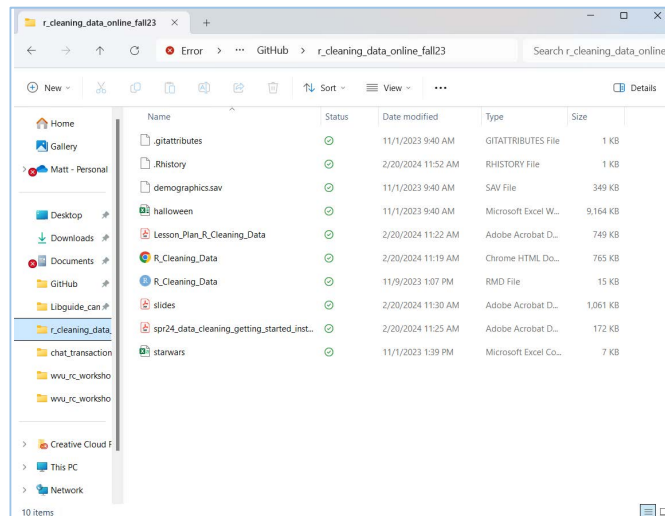 r_cleaning_data_online_fall23
Error > ... GitHub > r_cleaning_data_online_fall23 Search r_cleaning_data_online
New Sort View ... Details
Name Status Date modified Type Size
Home
Gallery
Matt - Personal
Desktop
Downloads
Documents
GitHub
Libguide_can
r_cleaning_data_
chat_transaction
wvu_rc_worksho
wvu_rc_worksho
Creative Cloud F
This PC
Network
.gitattributes 11/1/2023 9:40 AM GITATTRIBUTES File 1 KB
.Rhistory 2/20/2024 11:52 AM RHISTORY File 1 KB
demographics.sav 11/1/2023 9:40 AM SAV File 349 KB
halloween 11/1/2023 9:40 AM Microsoft Excel W... 9,164 KB
Lesson_Plan_R_Cleaning_Data 2/20/2024 11:22 AM Adobe Acrobat D... 749 KB
R_Cleaning_Data 2/20/2024 11:19 AM Chrome HTML Do... 765 KB
R_Cleaning_Data 11/9/2023 1:07 PM RMD File 15 KB
slides 2/20/2024 11:30 AM Adobe Acrobat D... 1,061 KB
spr24_data_cleaning_getting_started_inst... 2/20/2024 11:25 AM Adobe Acrobat D... 172 KB
starwars 11/1/2023 1:39 PM Microsoft Excel Co... 7 KB
10 items